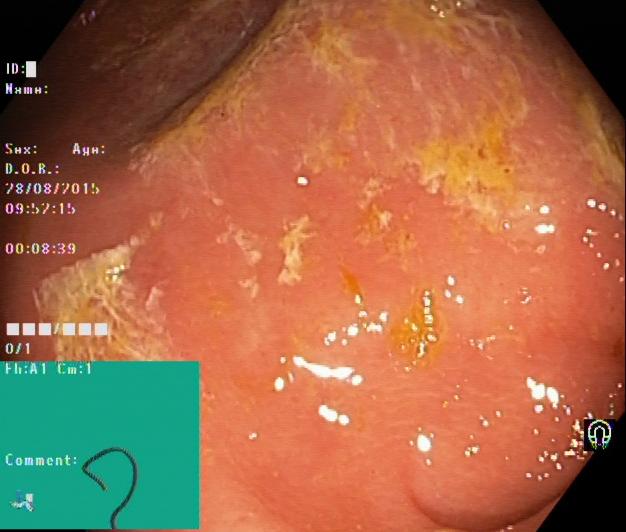 ID:
Name:
Sex: Age:
D.O.B.:
28/08/2015
09:52:15
00:08:39
0/1
Eh:A1 Cm:1
Comment: